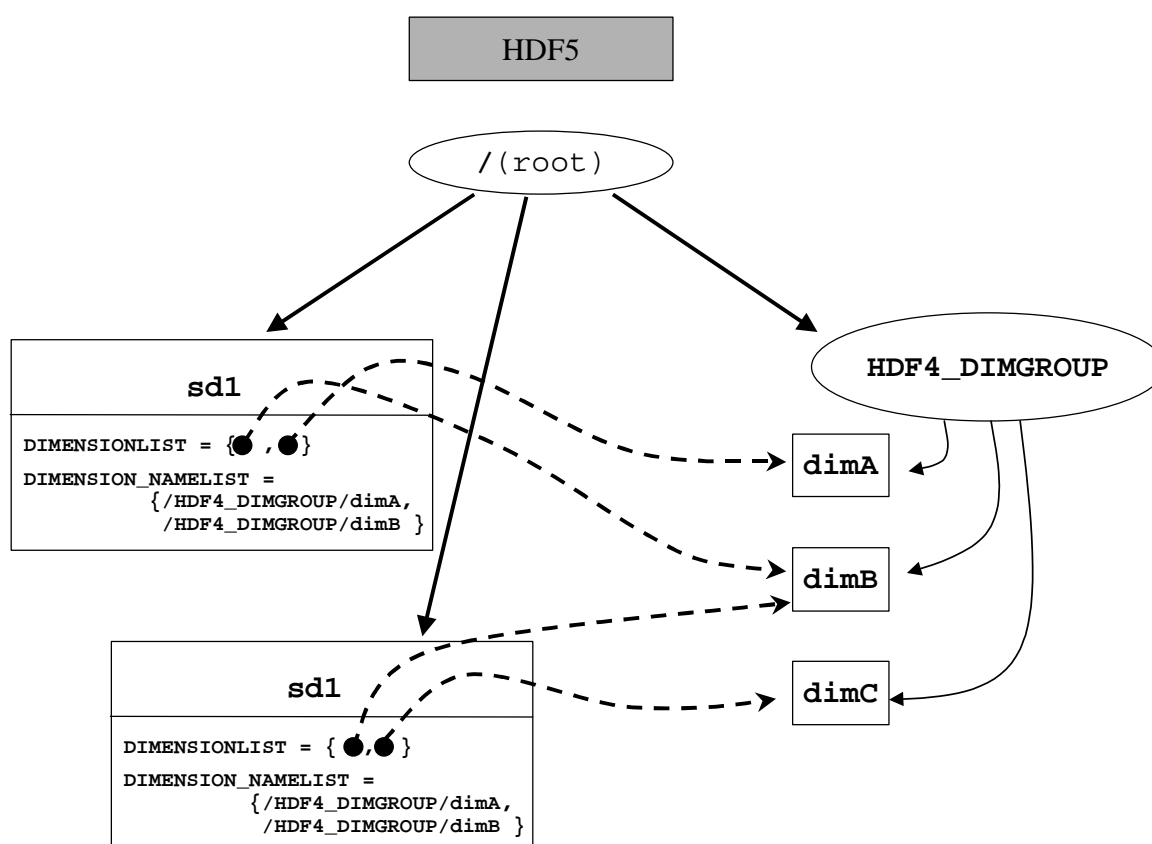 HDF5
/(root)
HDF4_DIMGROUP
sd1
DIMENSIONLIST = { , }
DIMENSION_NAMELIST =
{/HDF4_DIMGROUP/dimA,
/HDF4_DIMGROUP/dimB }
dimA
dimB
dimC
sd1
DIMENSIONLIST = { , }
DIMENSION_NAMELIST =
{/HDF4_DIMGROUP/dimA,
/HDF4_DIMGROUP/dimB }